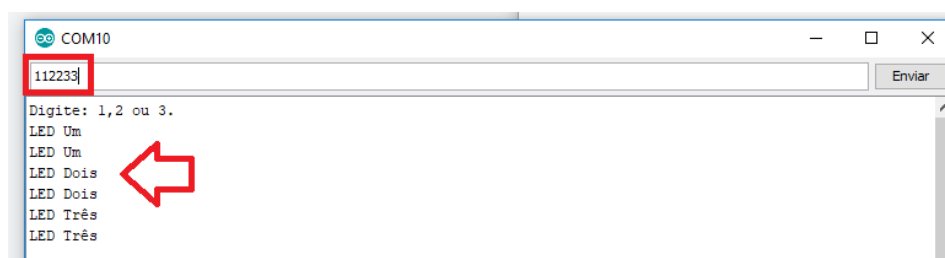 COM10
112233
Enviar
Digite: 1,2 ou 3.
LED Um
LED Um
LED Dois
LED Dois
LED Três
LED Três